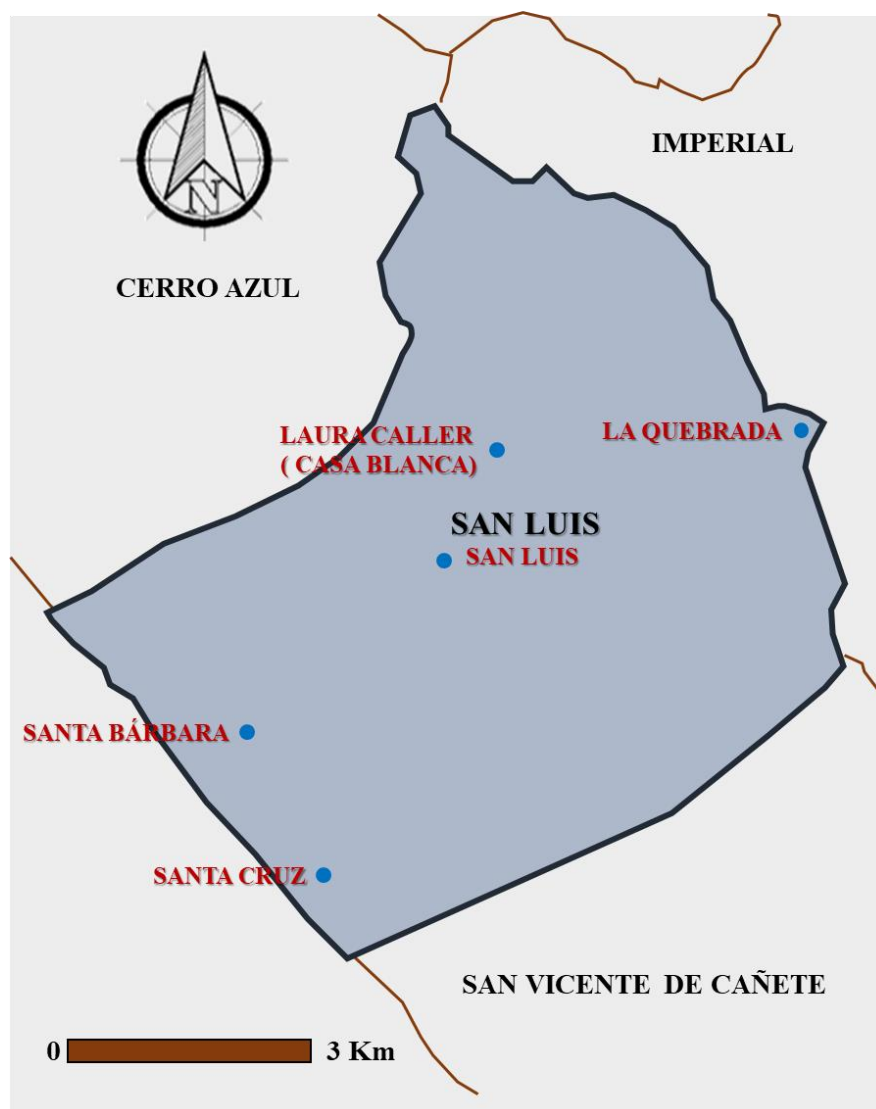 IMPERIAL
N
CERRO AZUL
LAURA CALLER
( CASA BLANCA)
LA QUEBRADA
SAN LUIS
SAN LUIS
SANTA BÁRBARA
SANTA CRUZ
SAN VICENTE DE CAÑETE
0 3 Km